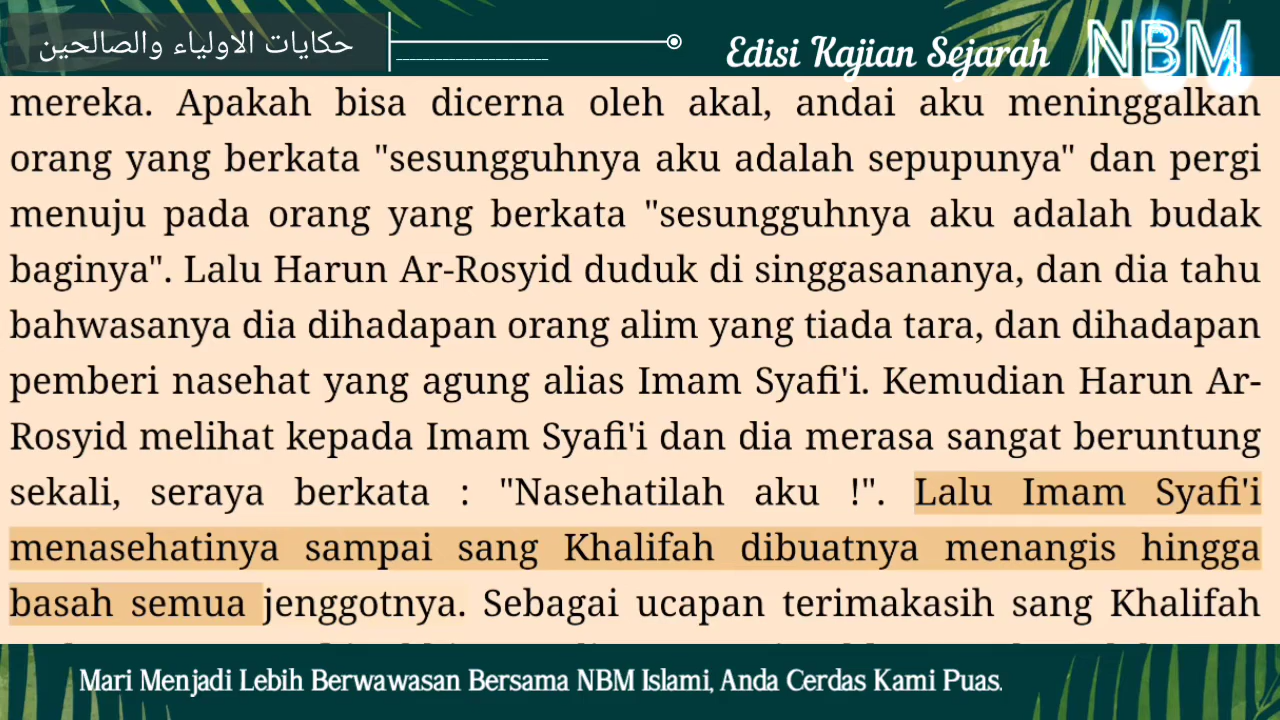 حكايات الاولياء والصالحين
Edisi Kajian Sejarah
NBM
mereka. Apakah bisa dicerna oleh akal, andai aku meninggalkan
orang yang berkata "sesungguhnya aku adalah sepupunya" dan pergi
menuju pada orang yang berkata "sesungguhnya aku adalah budak
baginya". Lalu Harun Ar-Rosyid duduk di singgasananya, dan dia tahu
bahwasanya dia dihadapan orang alim yang tiada tara, dan dihadapan
pemberi nasehat yang agung alias Imam Syafi'i. Kemudian Harun Ar-
Rosyid melihat kepada Imam Syafi'i dan dia merasa sangat beruntung
sekali, seraya berkata : "Nasehatilah aku !". Lalu Imam Syafi'i
menasehatinya sampai sang Khalifah dibuatnya menangis hingga
basah semua jenggotnya. Sebagai ucapan terimakasih sang Khalifah
Mari Menjadi Lebih Berwawasan Bersama NBM Islami, Anda Cerdas Kami Puas.